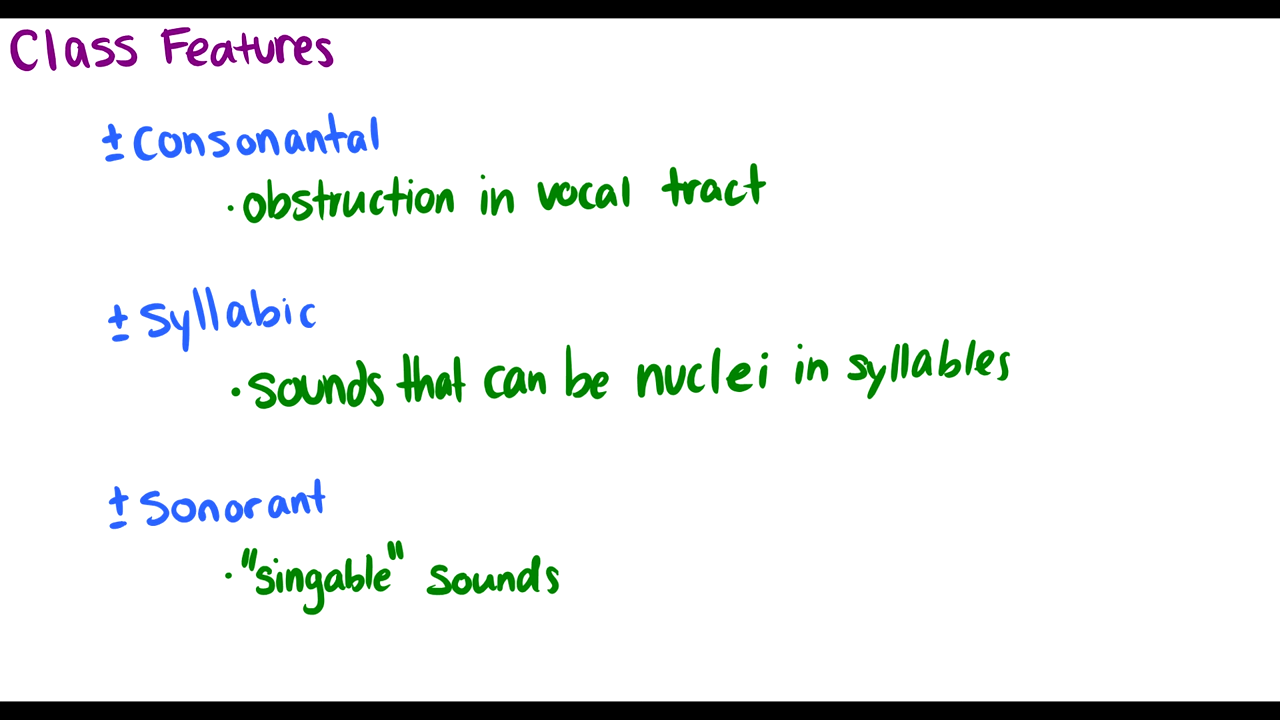 Class Features
± Consonantal
· obstruction in vocal tract
± Syllabic
· sounds that can be nuclei in syllables
± Sonorant
· "singable" sounds